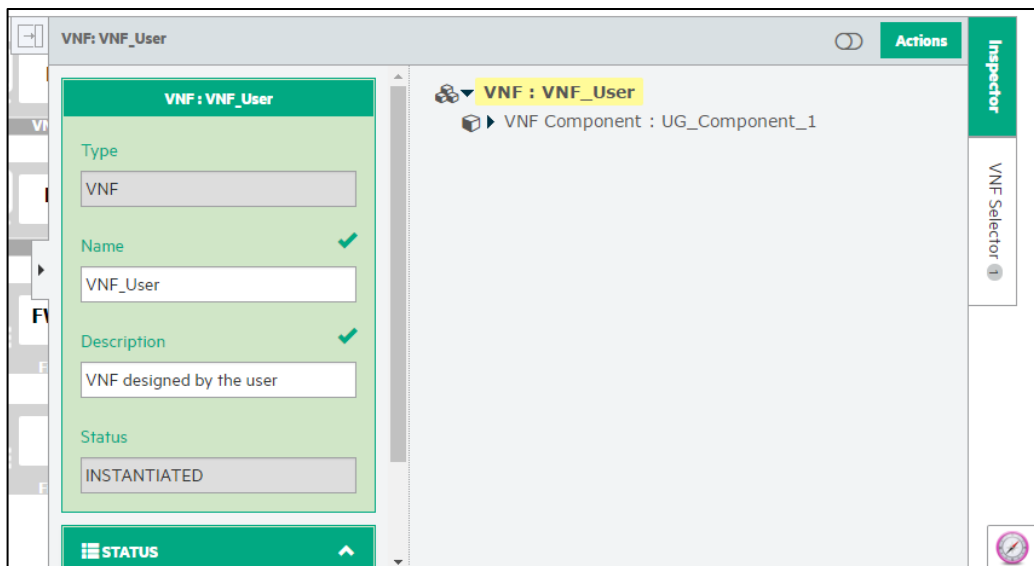 VNF: VNF_User
Actions
VNF : VNF_User
Type
VNF
Name
VNF_User
Description
VNF designed by the user
Status
INSTANTIATED
STATUS
VNF : VNF_User
VNF Component : UG_Component_1
Inspector
VNF Selector 1